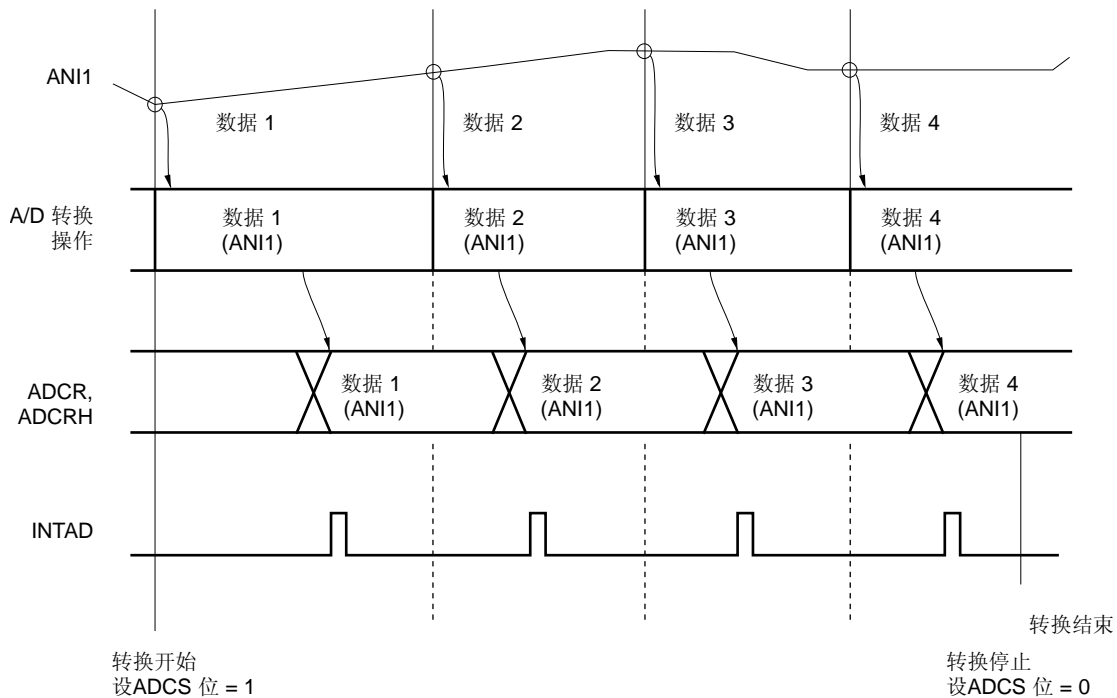 ANI1
数据 1
数据 2
数据 3
数据 4
A/D 转换
操作
数据 1
(ANI1)
数据 2
(ANI1)
数据 3
(ANI1)
数据 4
(ANI1)
ADCR,
ADCRH
数据 1
(ANI1)
数据 2
(ANI1)
数据 3
(ANI1)
数据 4
(ANI1)
INTAD
转换结束
转换开始
设ADCS 位 = 1
转换停止
设ADCS 位 = 0